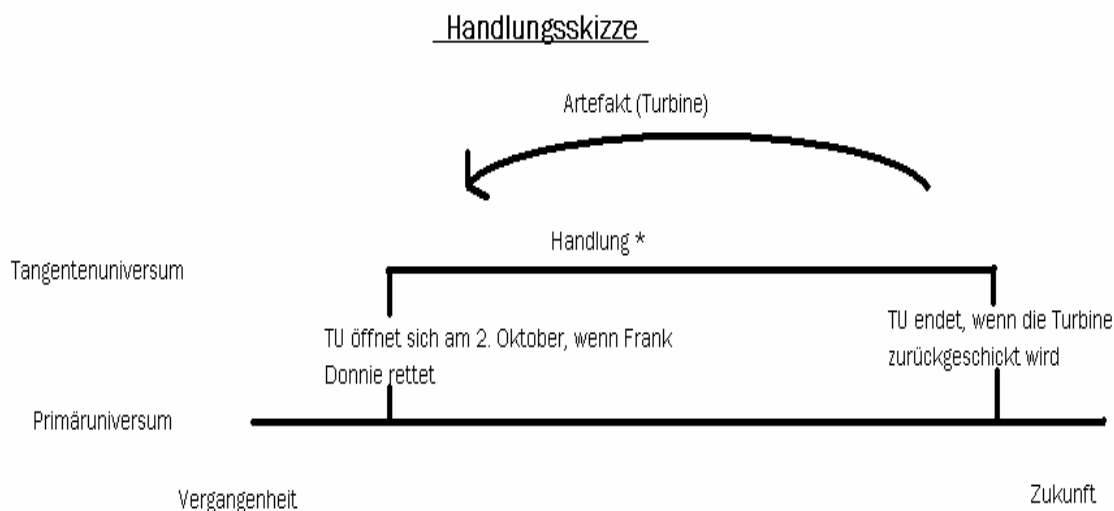 Handlungsskizze
Artefakt (Turbine)
Handlung *
Tangentenuniversum
TU öffnet sich am 2. Oktober, wenn Frank
Donnie rettet
TU endet, wenn die Turbine
zurückgeschickt wird
Primäruniversum
Vergangenheit
Zukunft